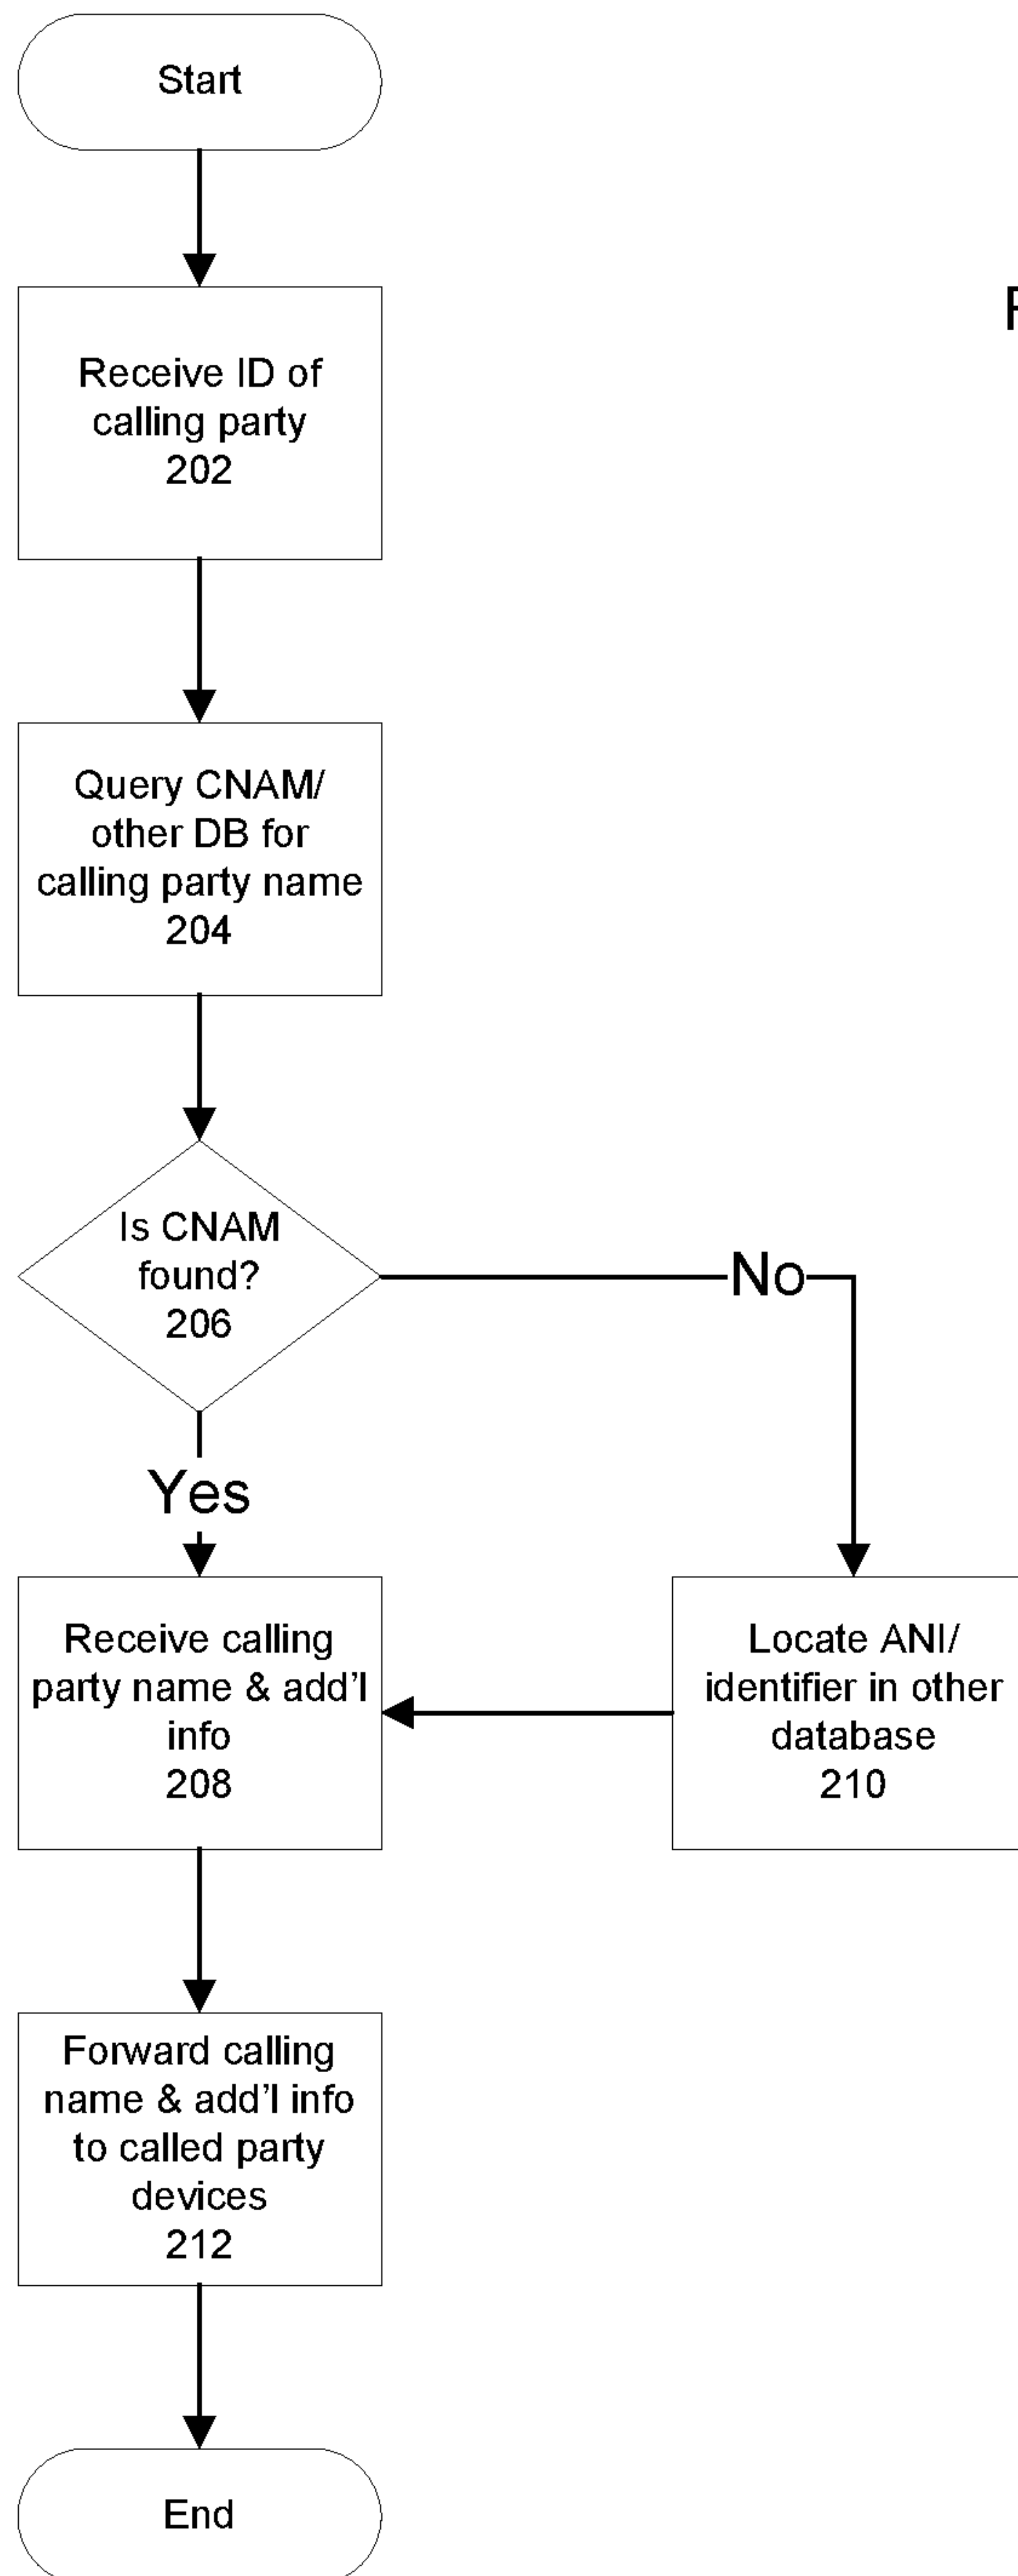 Start
Receive ID of
calling party
202
Query CNAM/
other DB for
calling party name
204
Is CNAM
found?
206
No
Yes
Receive calling
party name & add'l
info
208
Locate ANI/
identifier in other
database
210
Forward calling
name & add'l info
to called party
devices
212
End